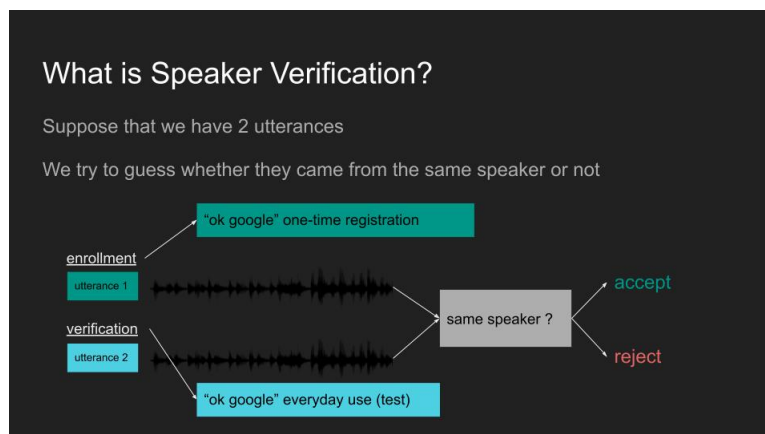 What is Speaker Verification?
Suppose that we have 2 utterances
We try to guess whether they came from the same speaker or not
“ok google” one-time registration
enrollment
utterance 1
accept
same speaker ?
verification
utterance 2
reject
“ok google” everyday use (test)